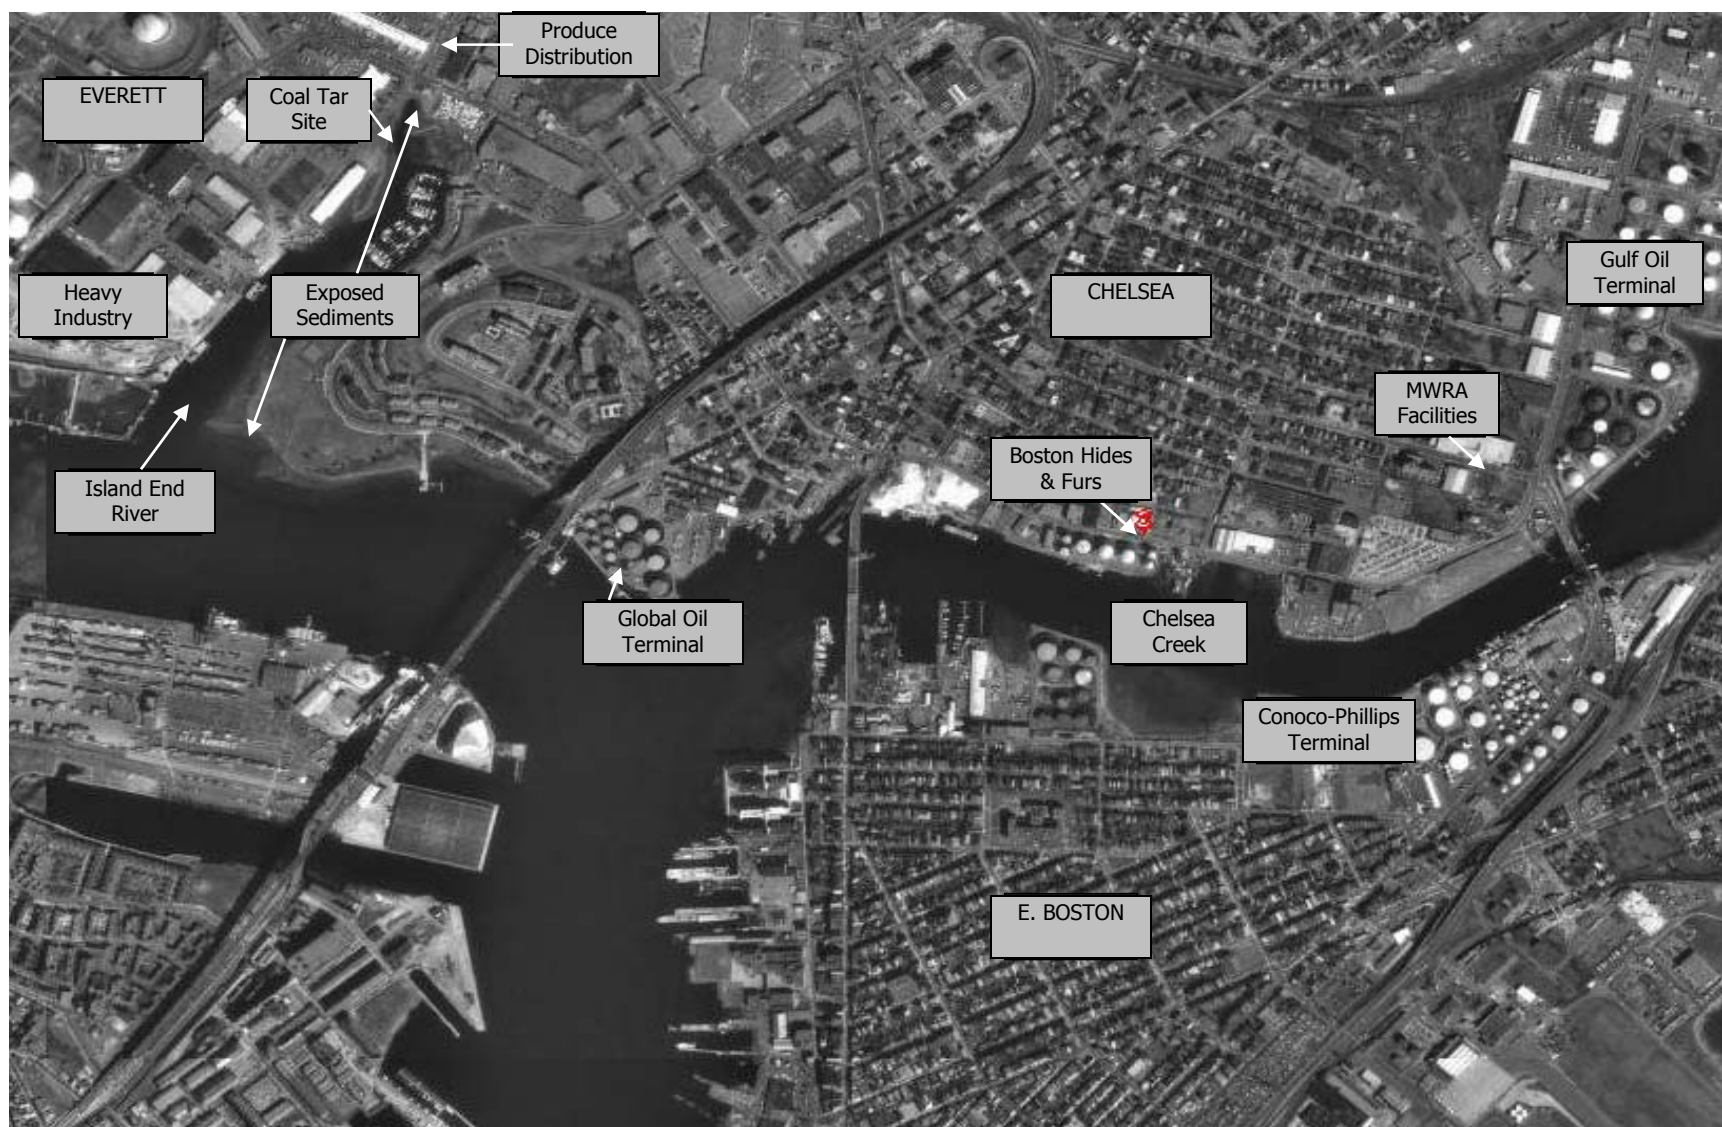 Produce
Distribution
EVERETT
Coal Tar
Site
Heavy
Industry
Exposed
Sediments
CHELSEA
Gulf Oil
Terminal
MWRA
Facilities
Boston Hides
& Furs
Island End
River
Global Oil
Terminal
Chelsea
Creek
Conoco-Phillips
Terminal
E. BOSTON